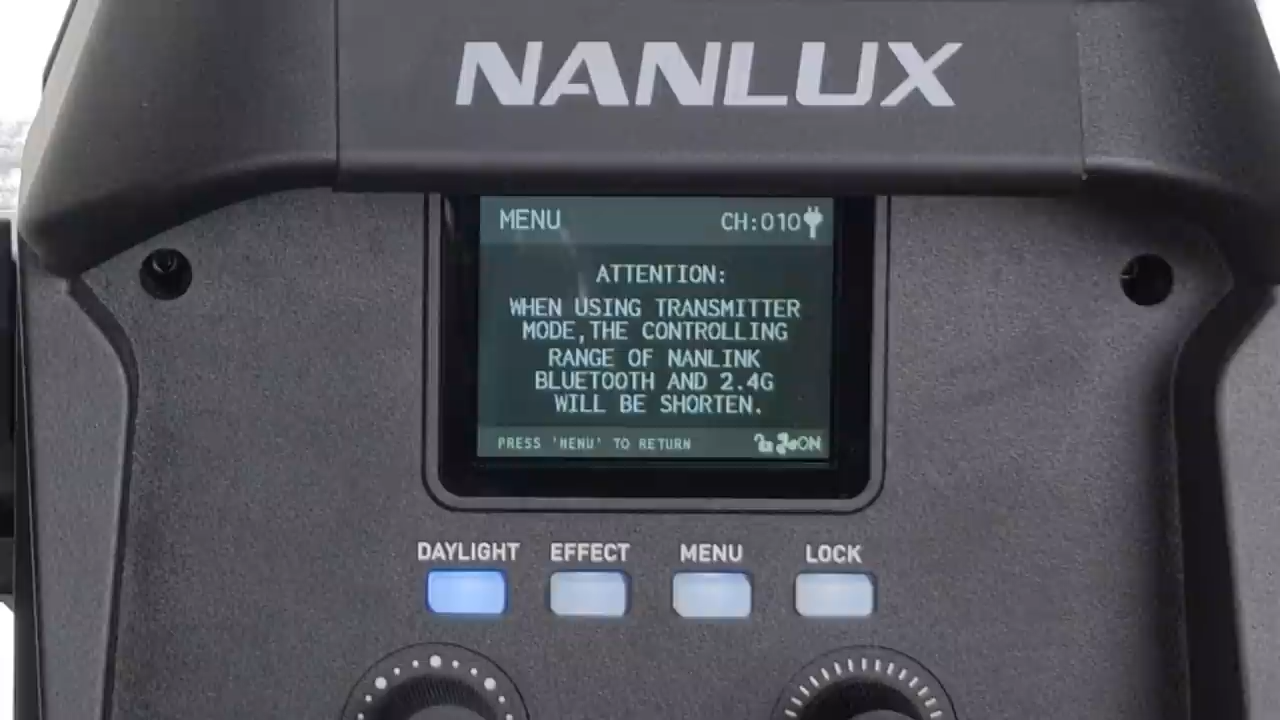 NANLUX
MENU CH:010
ATTENTION:
WHEN USING TRANSMITTER
MODE,THE CONTROLLING
RANGE OF NANLINK
BLUETOOTH AND 2.4G
WILL BE SHORTEN.
PRESS 'MENU' TO RETURN ON
DAYLIGHT EFFECT MENU LOCK